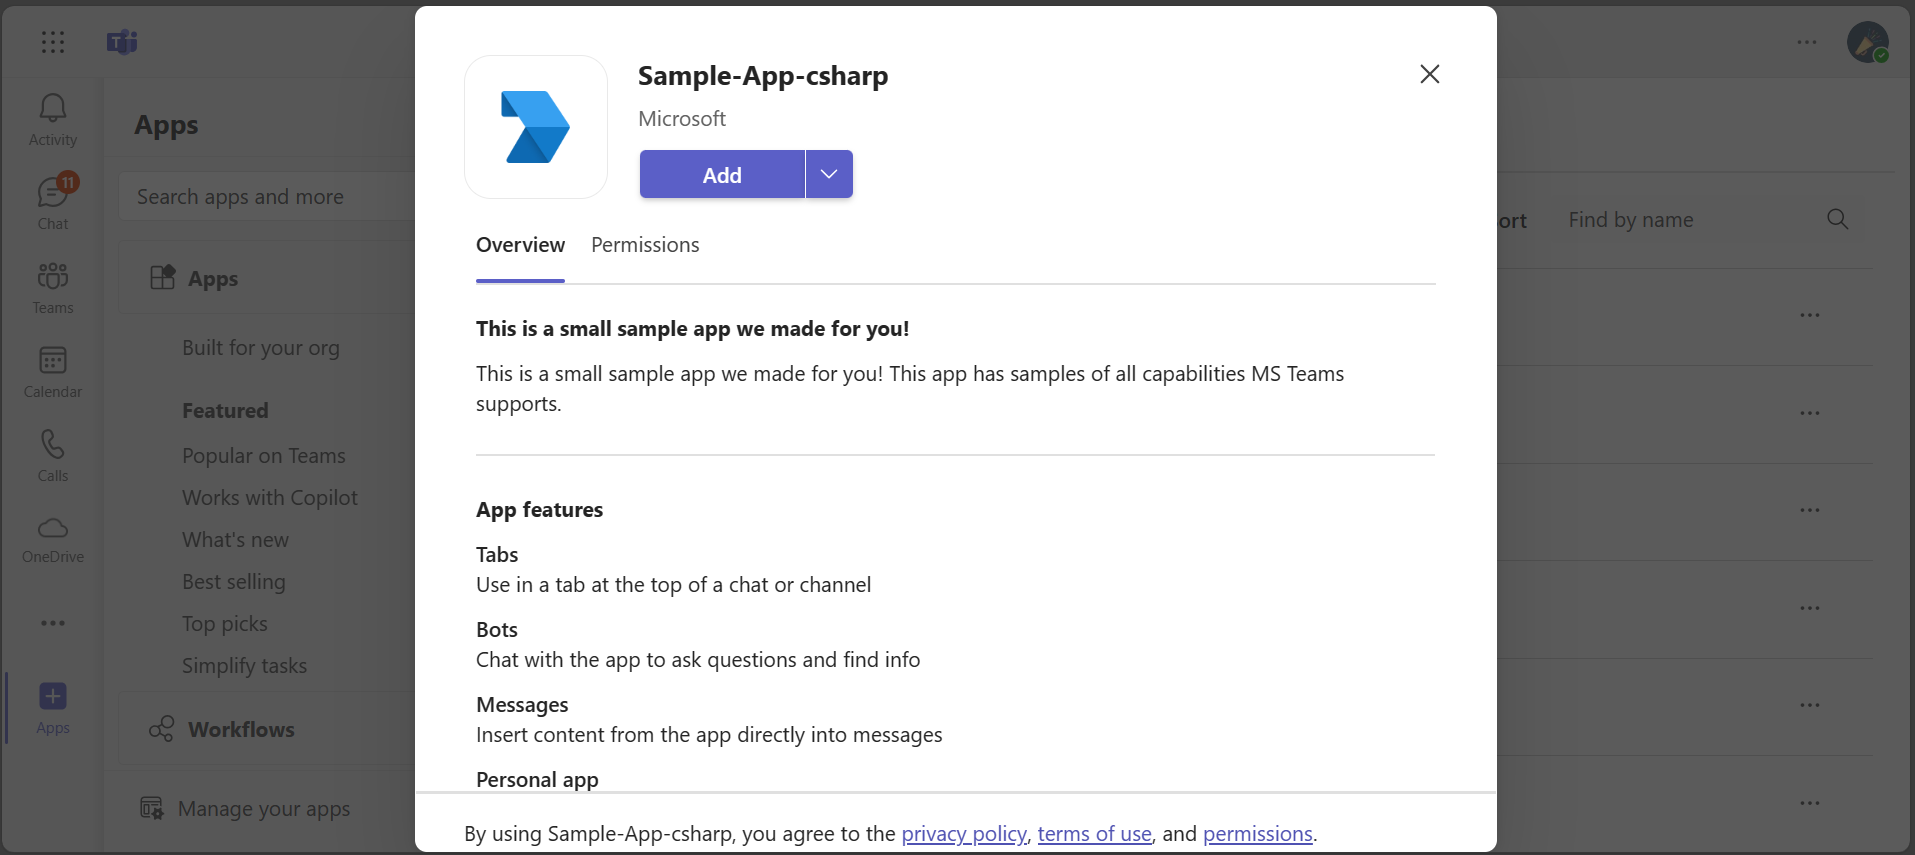 Activity
11
Chat
Teams
Calendar
Calls
OneDrive
Apps
Apps
Search apps and more
Apps
Built for your org
Featured
Popular on Teams
Works with Copilot
What's new
Best selling
Top picks
Simplify tasks
Workflows
Manage your apps
Sample-App-csharp
Microsoft
Add
Overview Permissions
This is a small sample app we made for you!
This is a small sample app we made for you! This app has samples of all capabilities MS Teams
supports.
App features
Tabs
Use in a tab at the top of a chat or channel
Bots
Chat with the app to ask questions and find info
Messages
Insert content from the app directly into messages
Personal app
By using Sample-App-csharp, you agree to the privacy policy, terms of use, and permissions.
ort
Find by name